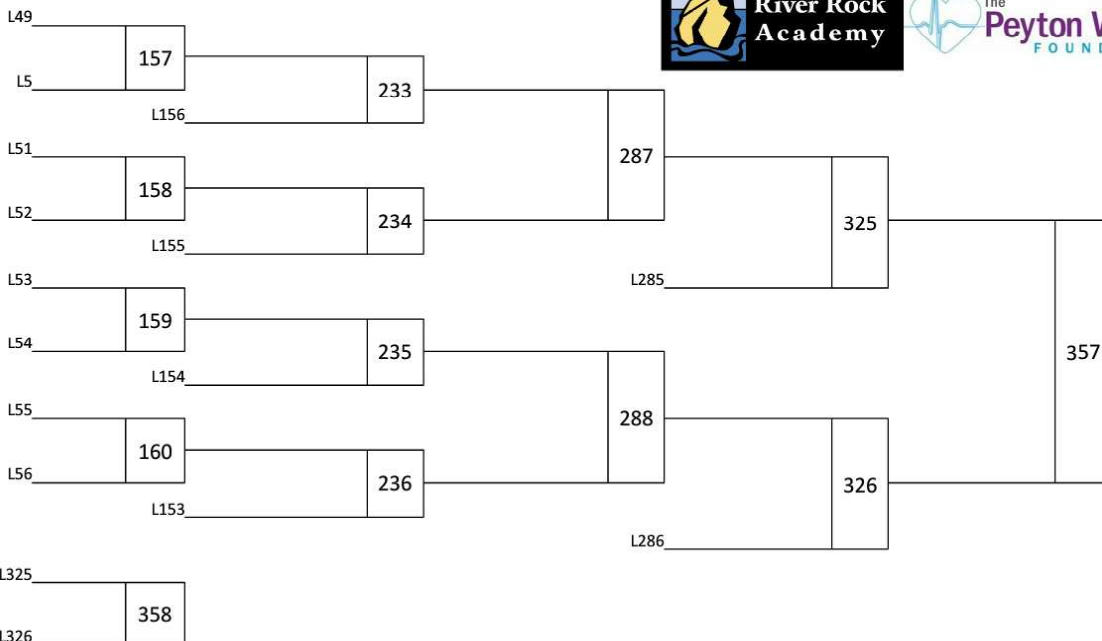 L49
157
L5
L156
233
L51
158
L52
L155
234
287
L53
159
L54
L154
235
L55
160
L56
L153
236
288
L285
325
L286
326
357
L325
358
L326
River Rock
Academy
The
Peyton
FOUND